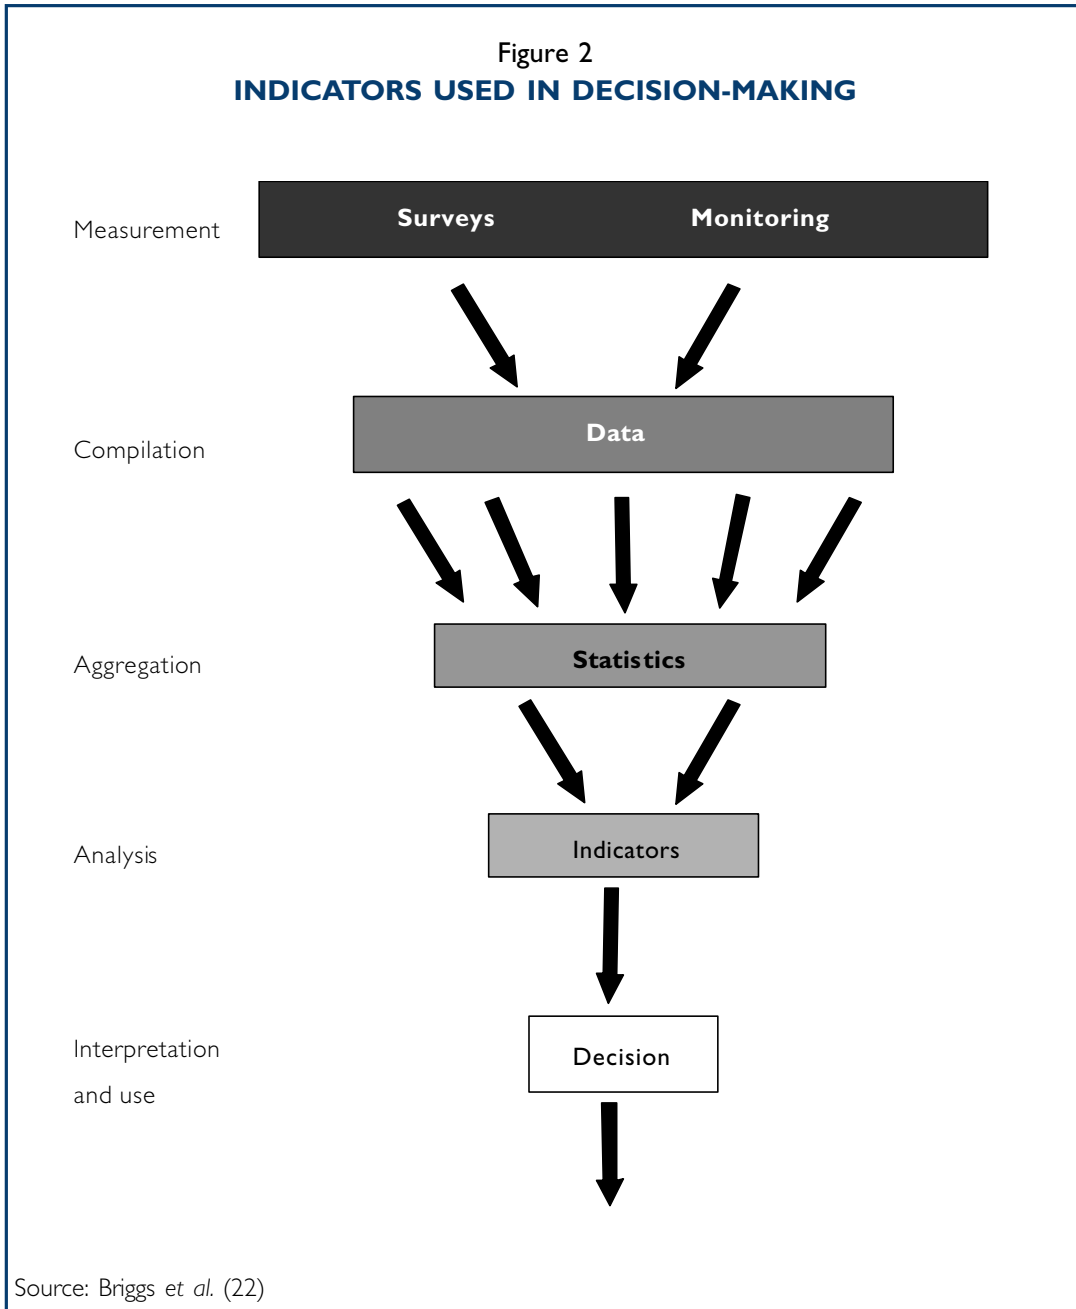 Figure 2
INDICATORS USED IN DECISION-MAKING
Measurement
Surveys
Monitoring
Compilation
Data
Aggregation
Statistics
Analysis
Indicators
Interpretation
and use
Decision
Source: Briggs et al. (22)